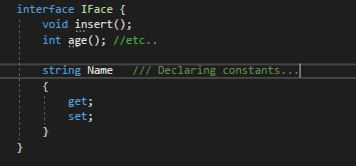 interface IFace {
void insert();
int age(); //etc..
string Name /// Declaring constants...
{
get;
set;
}
}